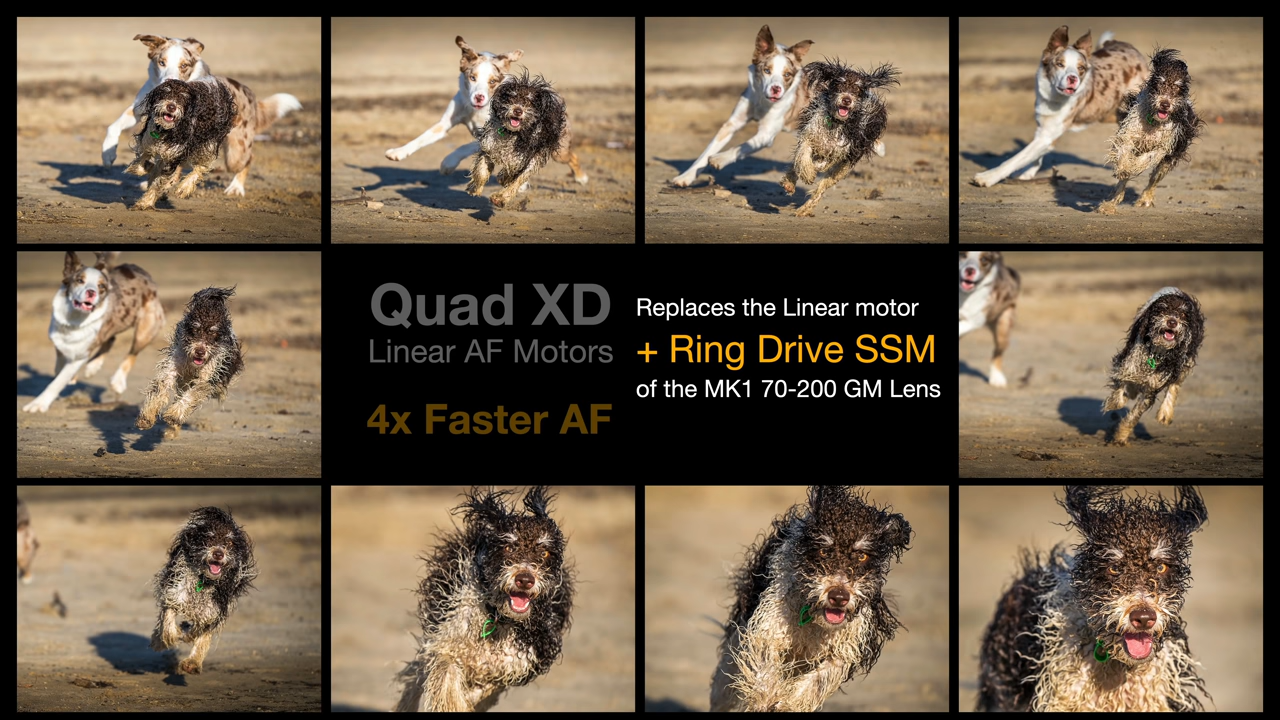 Quad XD
Linear AF Motors
4x Faster AF
Replaces the Linear motor
+ Ring Drive SSM
of the MK1 70-200 GM Lens